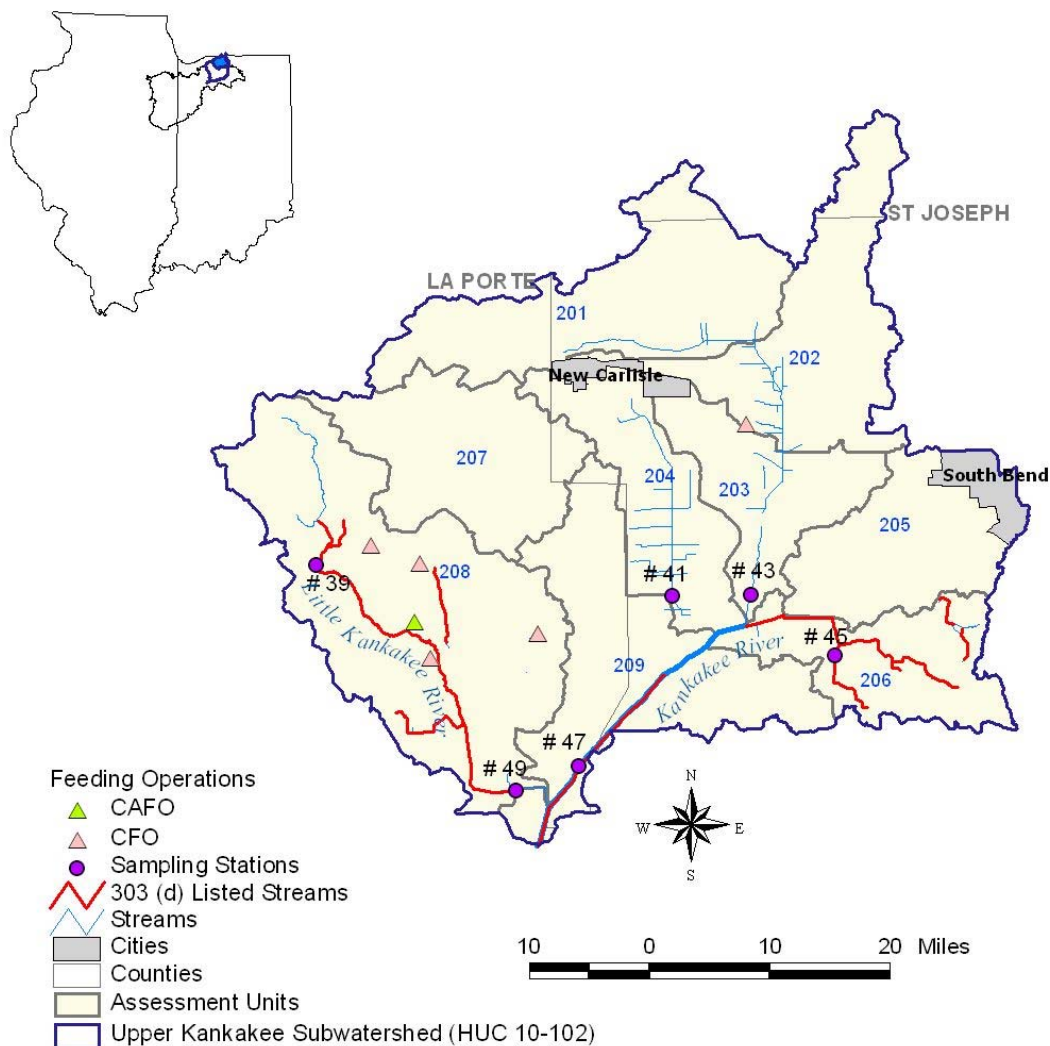 ST JOSEPH
LA PORTE
201
202
New Carlisle
207
204
203
South Bend
205
# 39
208
# 41
# 43
Little Kankakee River
# 45
209
Kankakee River
206
# 47
# 49
Feeding Operations
CAFO
CFO
Sampling Stations
303 (d) Listed Streams
Streams
Cities
Counties
Assessment Units
Upper Kankakee Subwatershed (HUC 10-102)
N
W E
S
10 0 10 20 Miles